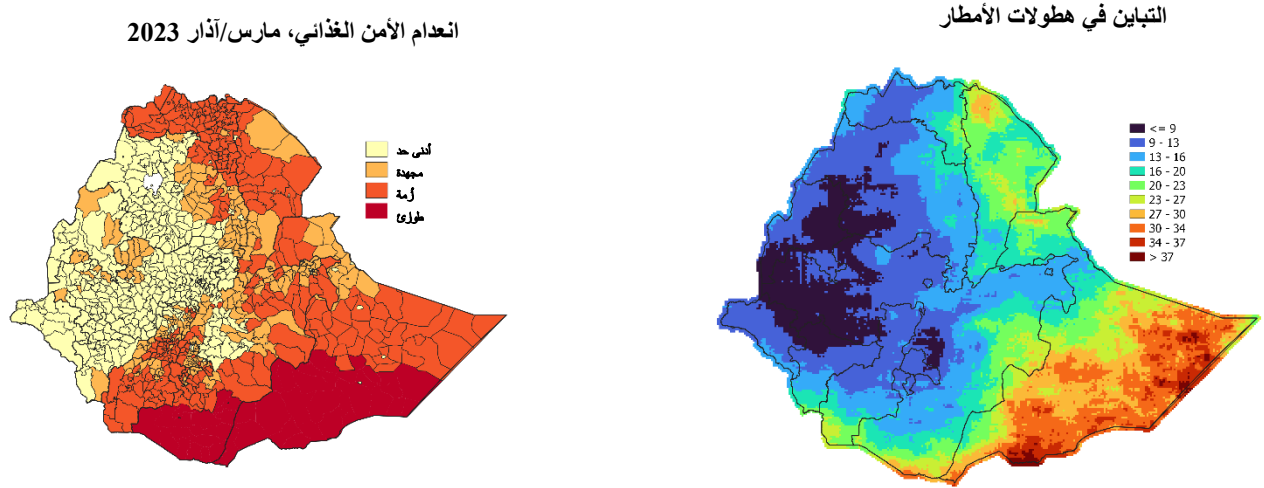 التباين في هطولات الأمطار
انعدام الأمن الغذائي، مارس/آذار 2023
أدنى حد
مجهدة
أزمة
طوارئ
<= 9
9 - 13
13 - 16
16 - 20
20 - 23
23 - 27
27 - 30
30 - 34
34 - 37
> 37